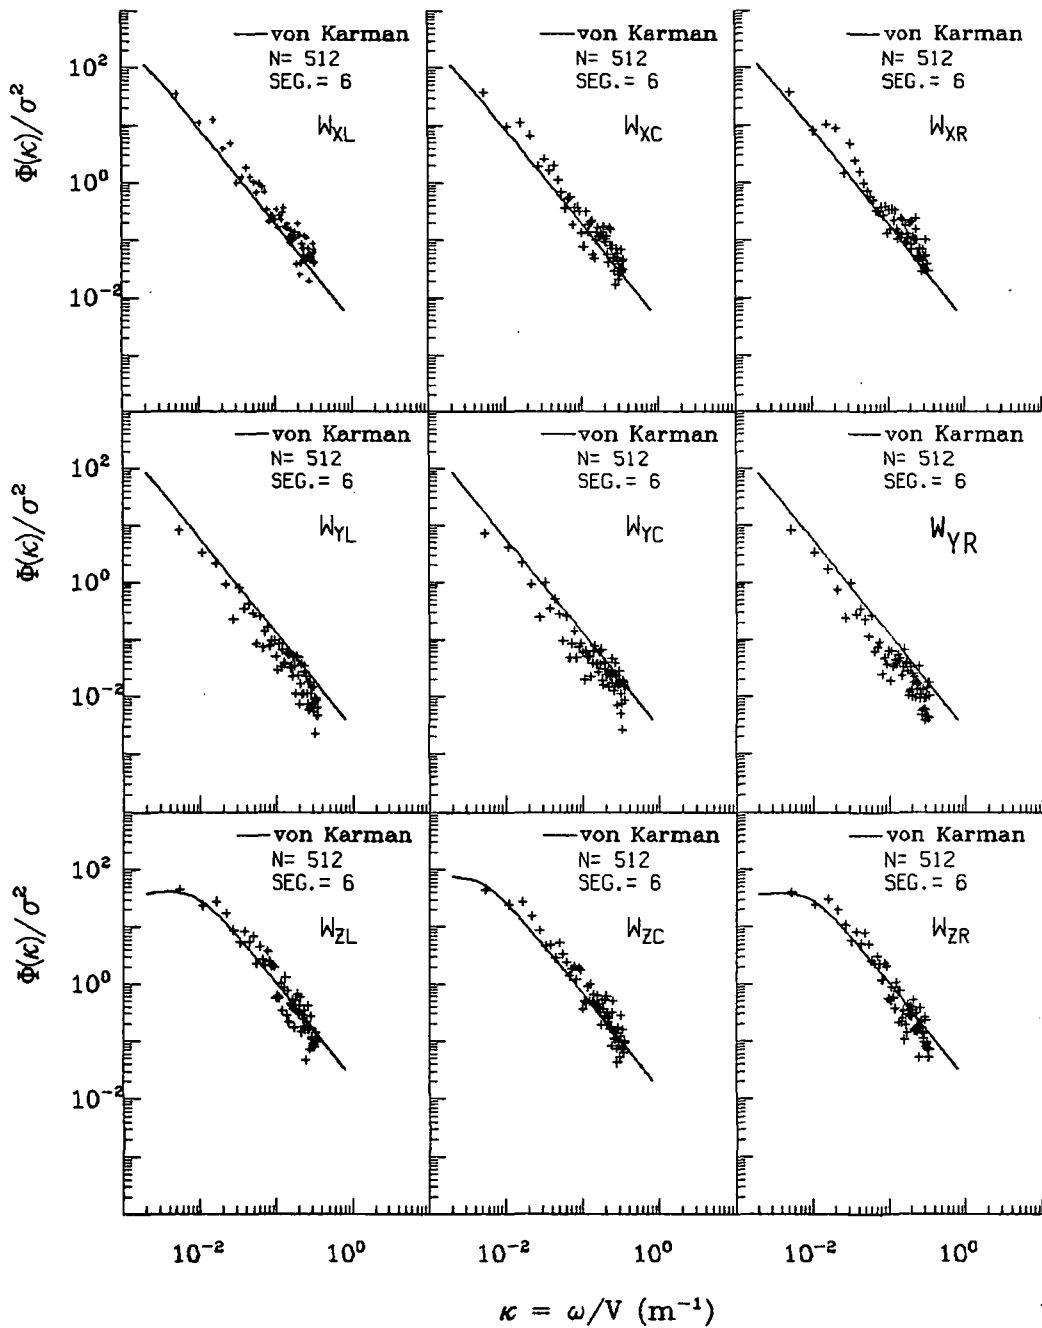 von Karman
N= 512
SEG.= 6
W_XL
von Karman
N= 512
SEG.= 6
W_XC
von Karman
N= 512
SEG.= 6
W_XR
10²
10⁰
10⁻²
Φ(κ)/σ²
von Karman
N= 512
SEG.= 6
W_YL
von Karman
N= 512
SEG.= 6
W_YC
von Karman
N= 512
SEG.= 6
W_YR
10²
10⁰
10⁻²
Φ(κ)/σ²
von Karman
N= 512
SEG.= 6
W_ZL
von Karman
N= 512
SEG.= 6
W_ZC
von Karman
N= 512
SEG.= 6
W_ZR
10²
10⁰
10⁻²
Φ(κ)/σ²
10⁻² 10⁰ 10⁻² 10⁰ 10⁻² 10⁰
κ = ω/V (m⁻¹)